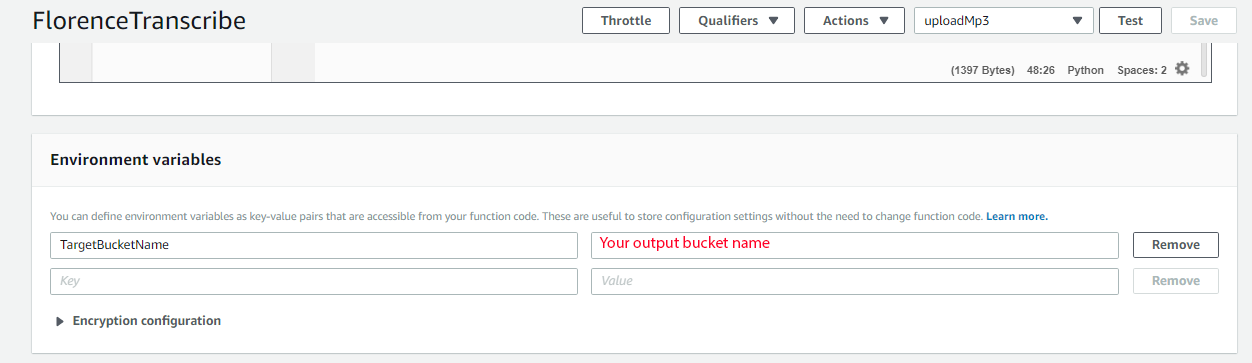 FlorenceTranscribe
Throttle Qualifiers Actions uploadMp3 Test Save
(1397 Bytes) 48:26 Python Spaces: 2
Environment variables
You can define environment variables as key-value pairs that are accessible from your function code. These are useful to store configuration settings without the need to change function code. Learn more.
TargetBucketName Your output bucket name Remove
Key Value Remove
Encryption configuration